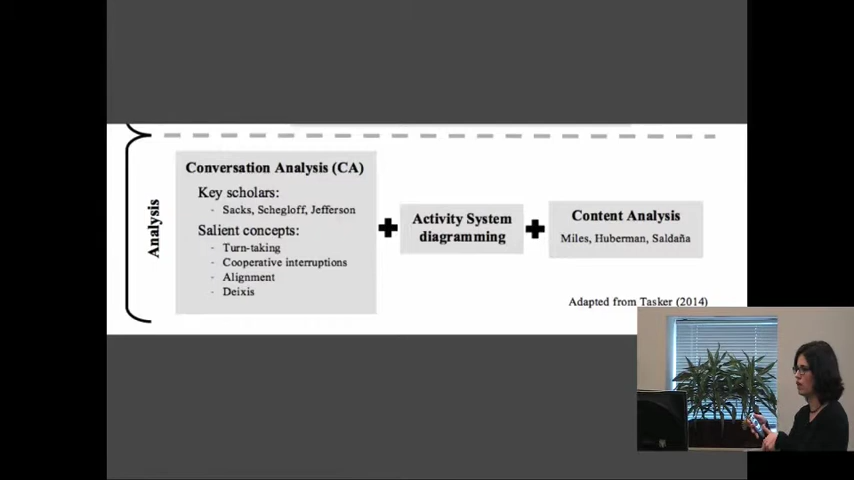 Analysis
Conversation Analysis (CA)
Key scholars:
- Sacks, Schegloff, Jefferson
Salient concepts:
- Turn-taking
- Cooperative interruptions
- Alignment
- Deixis
Activity System
diagramming
Content Analysis
Miles, Huberman, Saldaña
Adapted from Tasker (2014)